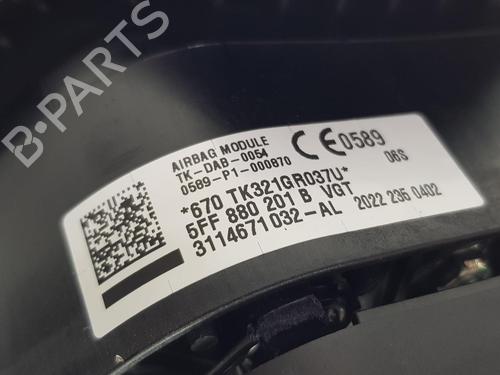 B-PARTS
AIRBAG MODULE
TK-DAB-0054
0589-P1-000870
CE0589
06S
*670 TK321GR037U*
5FF 880 201 B VGT
3114671032-AL
2022 235 0402